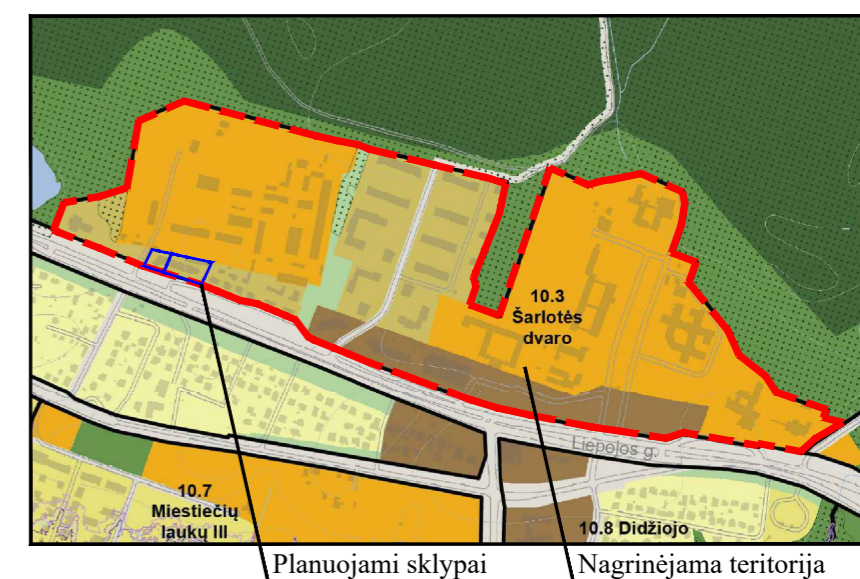 10.3
Šarlotės
dvaro
Liepojos g.
10.7
Miestiečių
laukų III
10.8 Didžiojo
Planuojami sklypai
Nagrinėjama teritorija